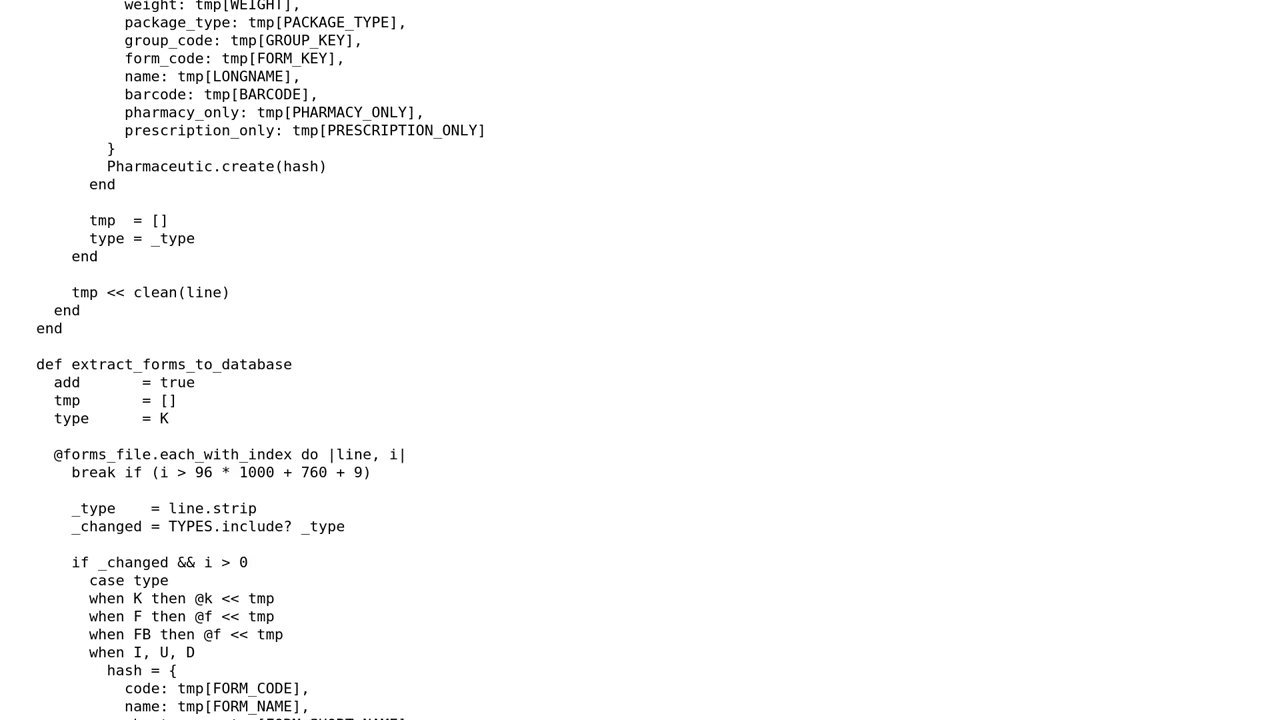 weight: tmp[WEIGHT],
package_type: tmp[PACKAGE_TYPE],
group_code: tmp[GROUP_KEY],
form_code: tmp[FORM_KEY],
name: tmp[LONGNAME],
barcode: tmp[BARCODE],
pharmacy_only: tmp[PHARMACY_ONLY],
prescription_only: tmp[PRESCRIPTION_ONLY]
}
Pharmaceutic.create(hash)
end
tmp  = []
type = _type
end
tmp << clean(line)
end
end
def extract_forms_to_database
add       = true
tmp       = []
type      = K
@forms_file.each_with_index do |line, i|
break if (i > 96 * 1000 + 760 + 9)
_type    = line.strip
_changed = TYPES.include? _type
if _changed && i > 0
case type
when K then @k << tmp
when F then @f << tmp
when FB then @f << tmp
when I, U, D
hash = {
code: tmp[FORM_CODE],
name: tmp[FORM_NAME],